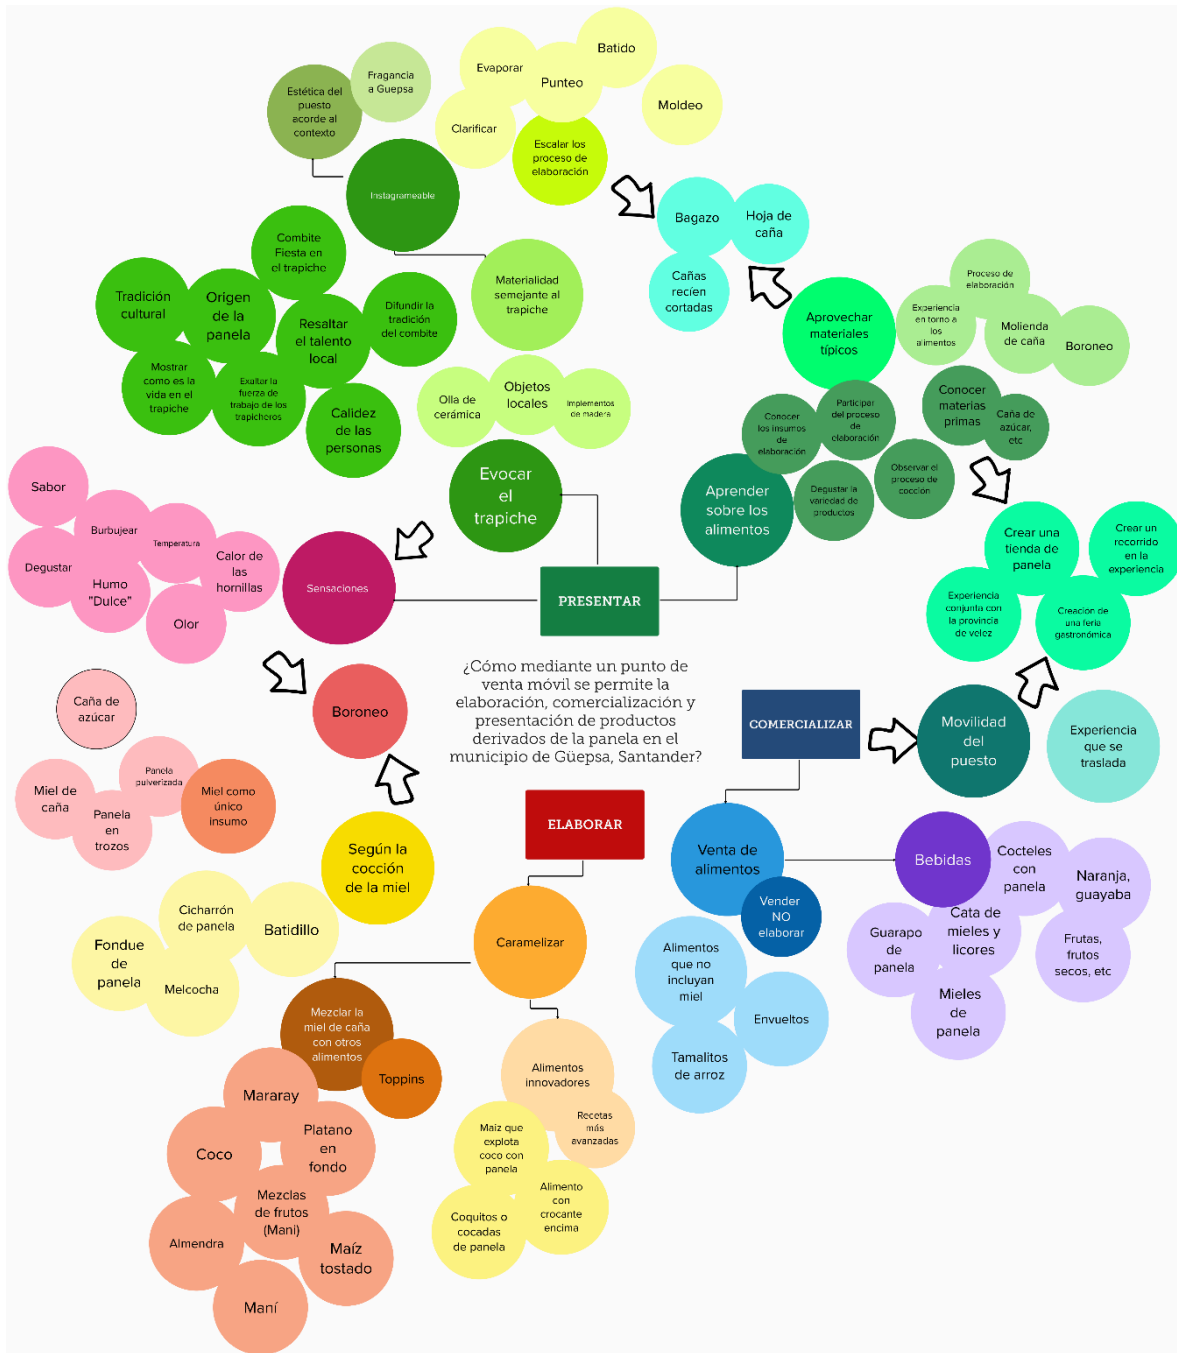 Estética del
puesto
acorde al
contexto
Fragancia
a Guepsa
Evaporar
Batido
Punteo
Moldeo
Clarificar
Escalar los
proceso de
elaboración
Instagrameable
Bagazo
Hoja de
caña
Cañas
recíen
cortadas
Combite
Fiesta en
el trapiche
Materialidad
semejante al
trapiche
Tradición
cultural
Origen
de la
panela
Resaltar
el talento
local
Difundir la
tradición
del combite
Mostrar
como es la
vida en el
trapiche
Exaltar la
fuerza de
trabajo de los
trapicheros
Calidez
de las
personas
Aprovechar
materiales
típicos
Proceso de
elaboración
Experiencia
en torno a
los
alimentos
Molienda
de caña
Boroneo
Olla de
cerámica
Objetos
locales
Implementos
de madera
Conocer
los insumos
de
elaboración
Participar
del proceso
de
elaboración
Conocer
materias
primas
Caña de
azúcar,
etc
Evocar
el
trapiche
Aprender
sobre los
alimentos
Degustar la
variedad de
productos
Observar el
proceso de
coccion
Sabor
Burbujear
Temperatura
Degustar
Humo
"Dulce"
Calor de
las
hornillas
Olor
Sensaciones
PRESENTAR
Crear una
tienda de
panela
Crear un
recorrido
en la
experiencia
Experiencia
conjunta con
la provincia
de velez
Creacion de
una feria
gastronómica
Boroneo
¿Cómo mediante un punto de
venta móvil se permite la
elaboración, comercialización y
presentación de productos
derivados de la panela en el
municipio de Güepsa, Santander?
COMERCIALIZAR
Movilidad
del
puesto
Experiencia
que se
traslada
Caña de
azúcar
Miel de
caña
Panela
pulverizada
Panela
en
trozos
Miel como
único
insumo
ELABORAR
Según la
cocción
de la miel
Venta de
alimentos
Vender
NO
elaborar
Bebidas
Cocteles
con
panela
Naranja,
guayaba
Guarapo
de
panela
Cata de
mieles y
licores
Frutas,
frutos
secos, etc
Mieles
de
panela
Cicharrón
de panela
Batidillo
Fondue
de
panela
Melcocha
Caramelizar
Alimentos
que no
incluyan
miel
Envueltos
Tamalitos
de arroz
Mezclar la
miel de caña
con otros
alimentos
Toppins
Alimentos
innovadores
Recetas
más
avanzadas
Mararay
Coco
Platano
en
fondo
Mezclas
de frutos
(Mani)
Almendra
Maíz
tostado
Maní
Maíz que
explota
coco con
panela
Alimento
con
crocante
encima
Coquitos o
cocadas
de panela